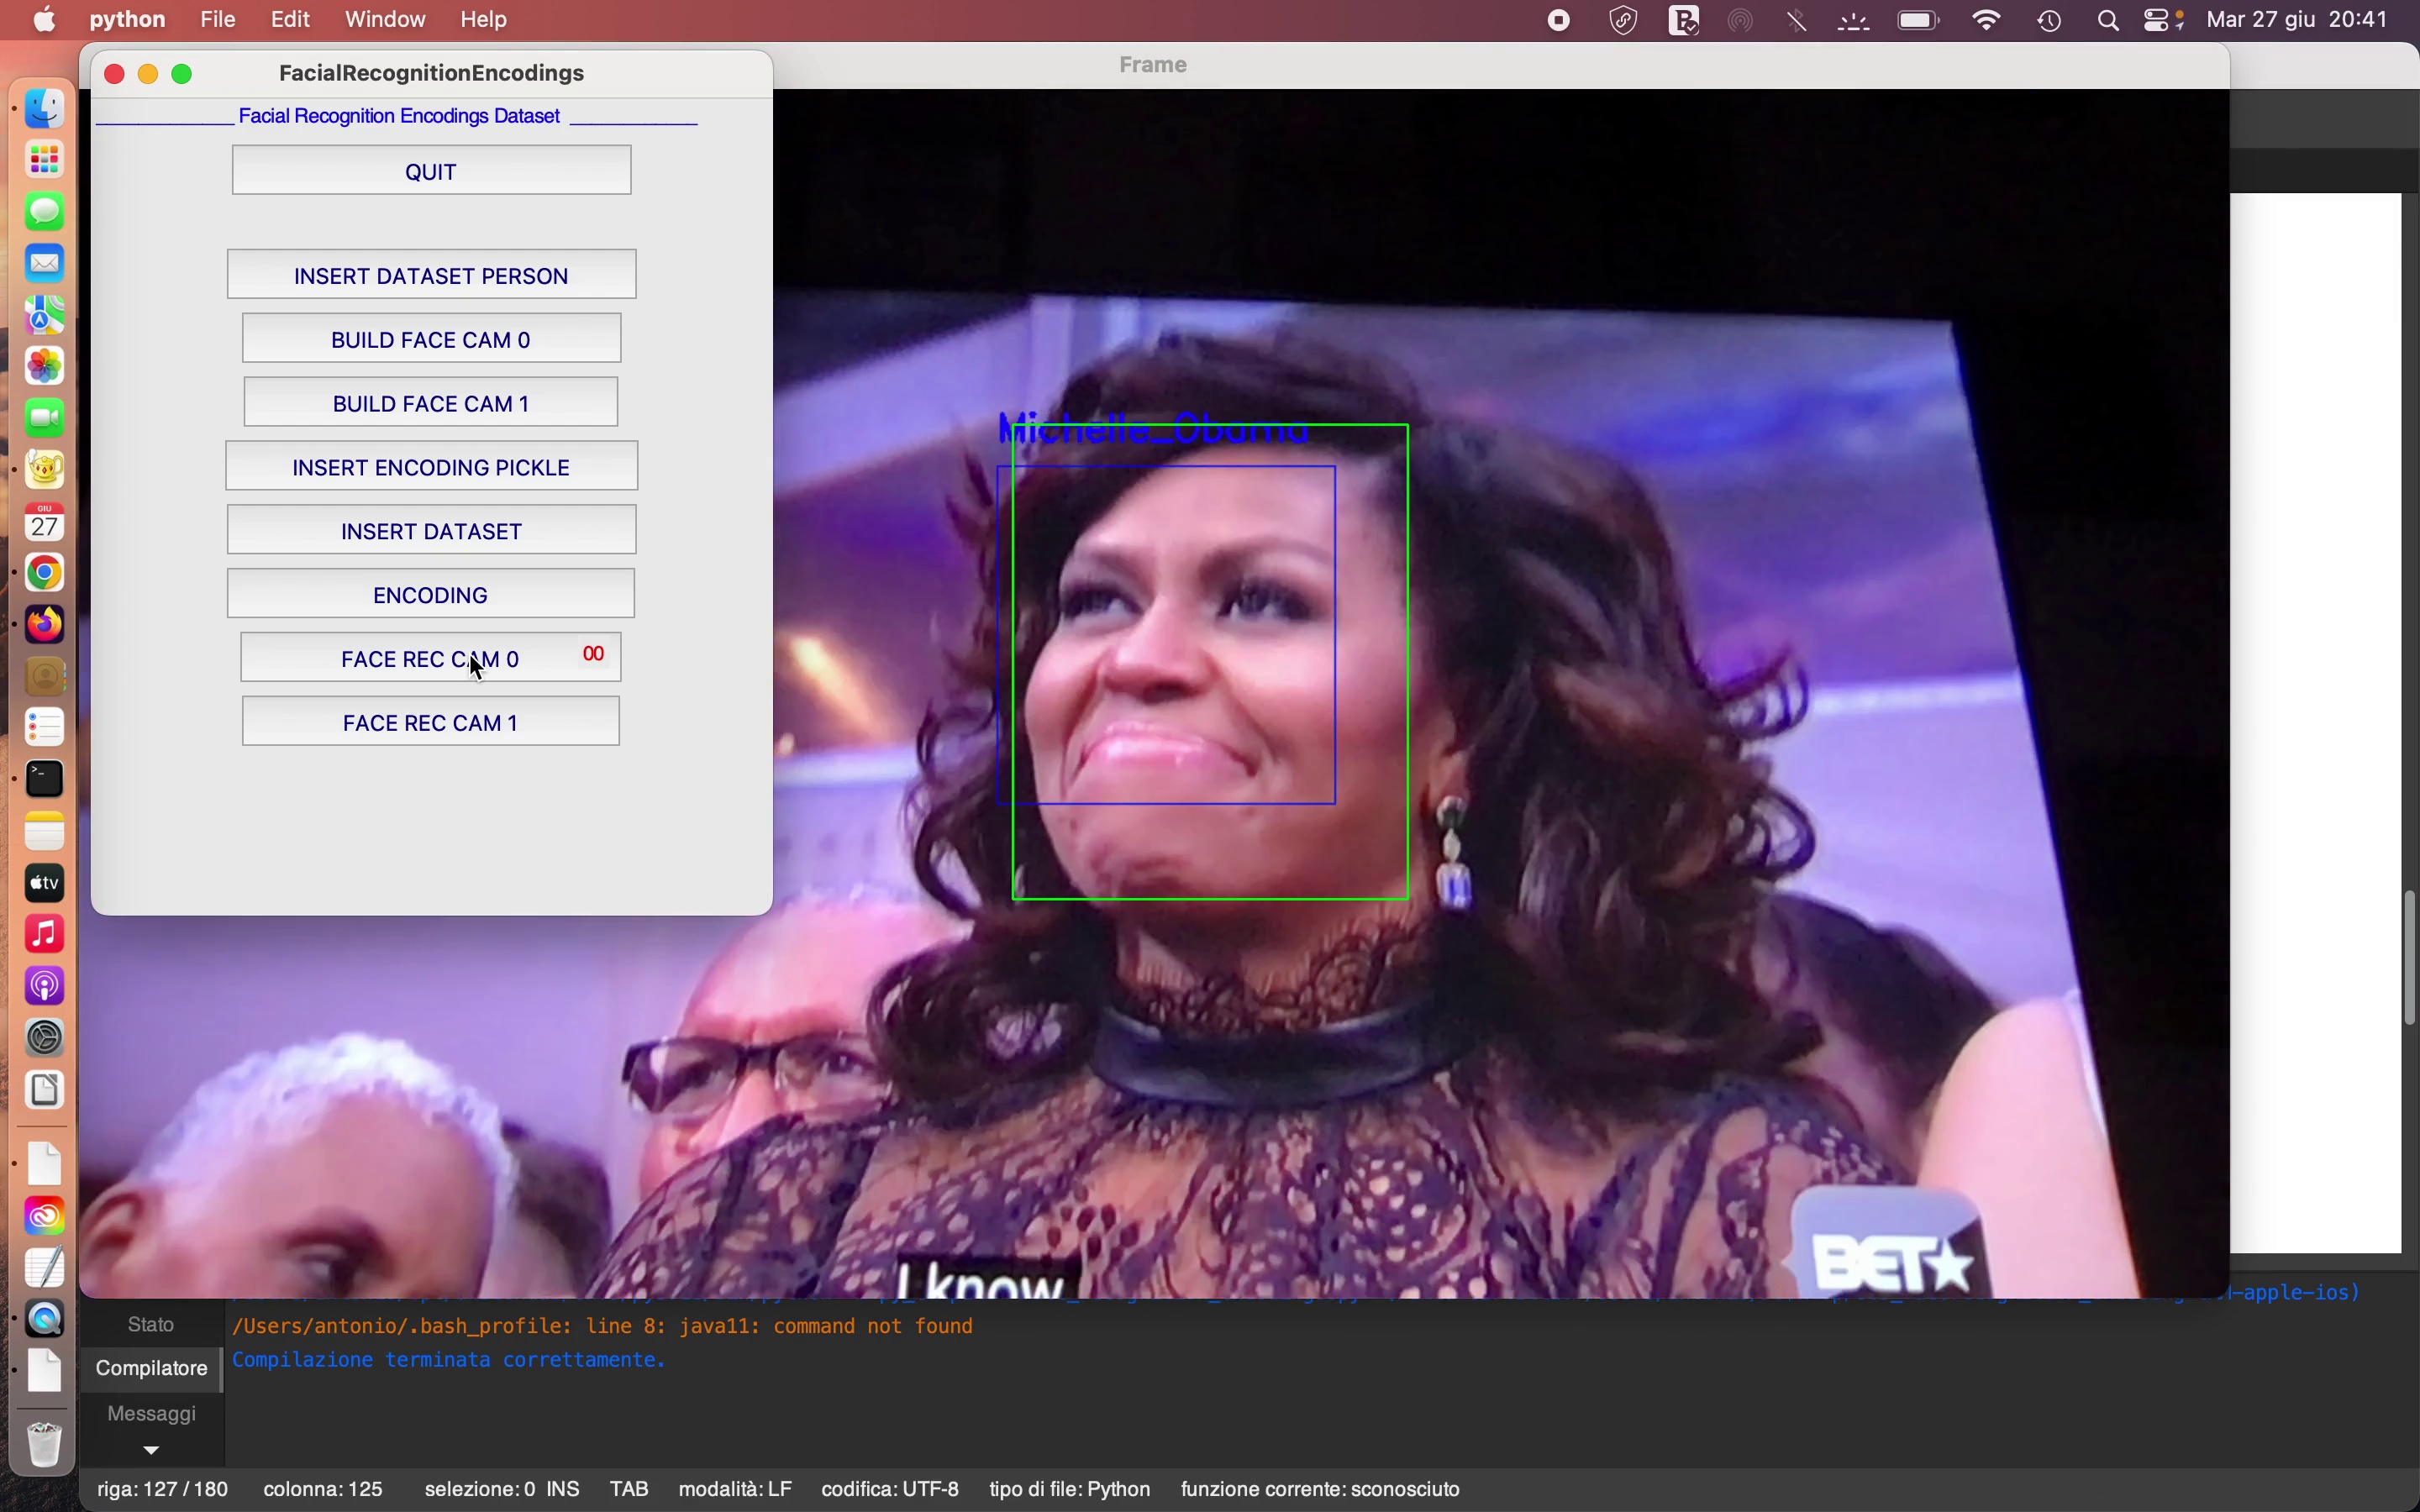 python File Edit Window Help Mar 27 giu 20:41
Frame
FacialRecognitionEncodings
Facial Recognition Encodings Dataset
QUIT
INSERT DATASET PERSON
BUILD FACE CAM 0
BUILD FACE CAM 1
INSERT ENCODING PICKLE
INSERT DATASET
ENCODING
FACE REC CAM 0 00
FACE REC CAM 1
Michelle_Obama
GIU
27
tv
I know
BET
-apple-ios)
Stato
/Users/antonio/.bash_profile: line 8: java11: command not found
Compilatore
Compilazione terminata correttamente.
Messaggi
riga: 127 / 180 colonna: 125 selezione: 0 INS TAB modalità: LF codifica: UTF-8 tipo di file: Python funzione corrente: sconosciuto